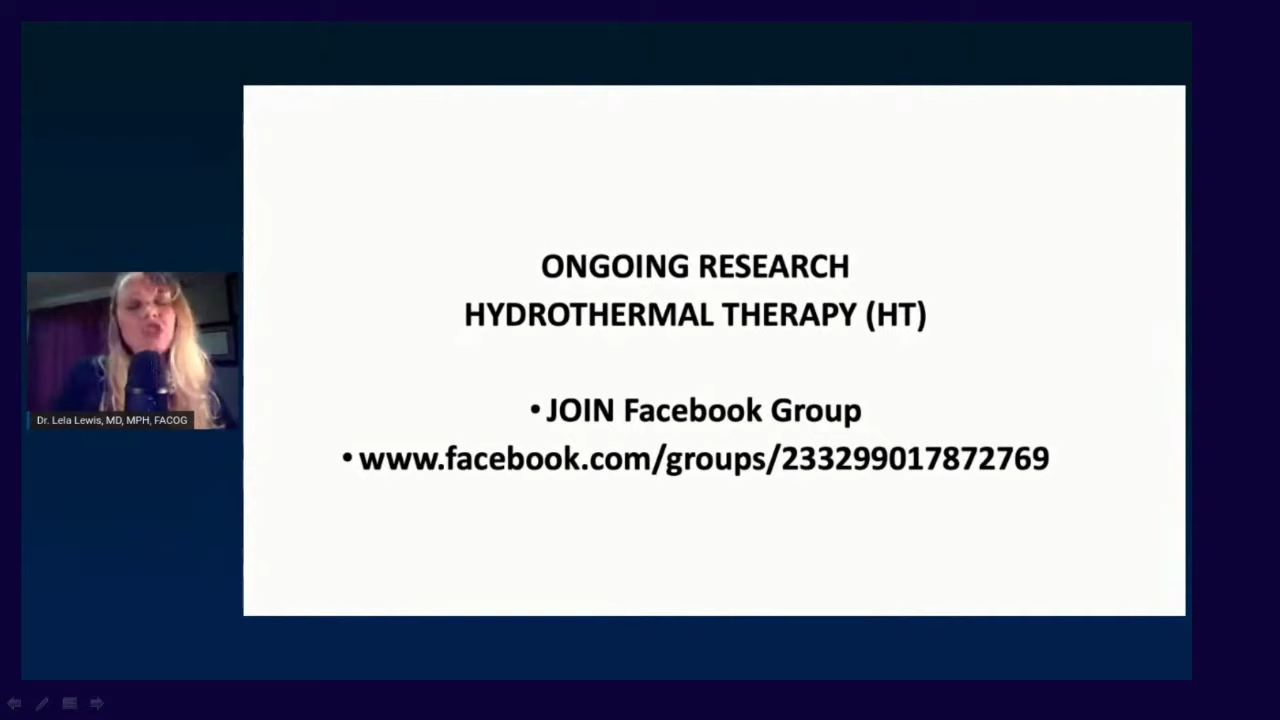 ONGOING RESEARCH
HYDROTHERMAL THERAPY (HT)
• JOIN Facebook Group
• www.facebook.com/groups/233299017872769
Dr. Lela Lewis, MD, MPH, FACOG